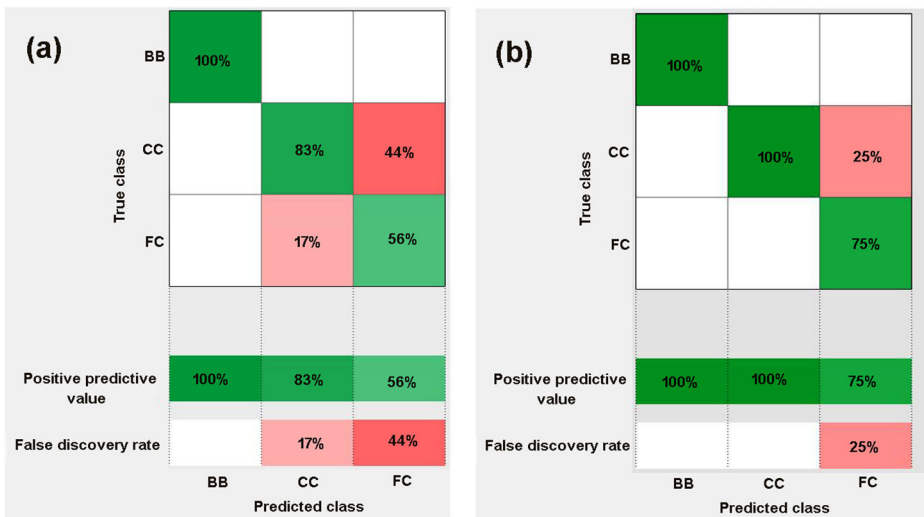 (a)
BB
100%
CC
83%
44%
True class
FC
17%
56%
Positive predictive
value
100%
83%
56%
False discovery rate
17%
44%
BB
CC
FC
Predicted class
(b)
BB
100%
CC
100%
25%
True class
FC
75%
Positive predictive
value
100%
100%
75%
False discovery rate
25%
BB
CC
FC
Predicted class